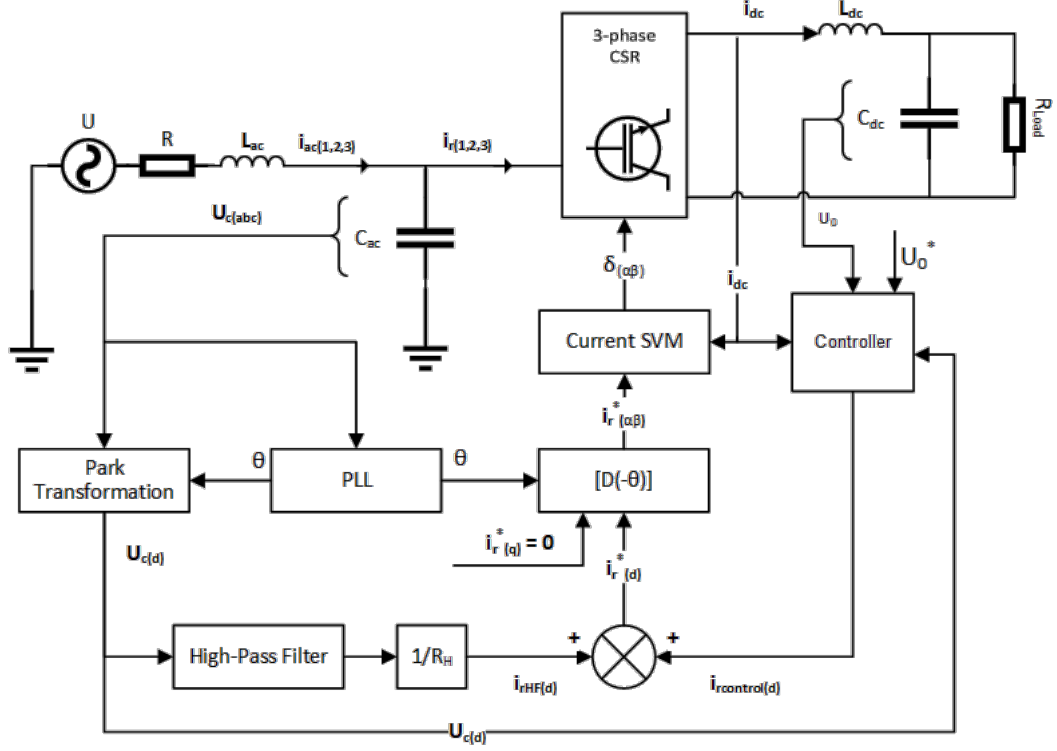 i_dc
L_dc
3-phase
CSR
U
R
L_ac
i_ac(1,2,3)
i_r(1,2,3)
C_dc
R_Load
U_c(abc)
C_ac
U_0
U_0*
δ_(αβ)
i_dc
Current SVM
Controller
i_r*_(αβ)
Park
Transformation
θ
PLL
θ
[D(-θ)]
i_r*_(q) = 0
i_r*_(d)
U_c(d)
High-Pass Filter
1/R_H
+
+
i_rHF(d)
i_rcontrol(d)
U_c(d)